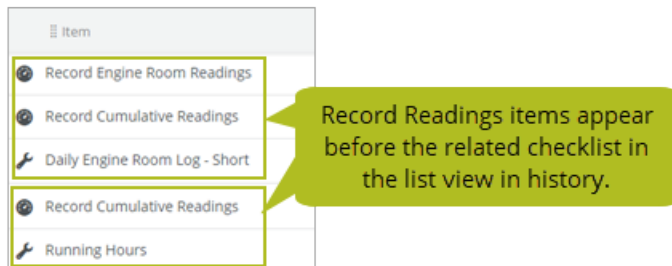 Item
Record Engine Room Readings
Record Cumulative Readings
Daily Engine Room Log - Short
Record Cumulative Readings
Running Hours
Record Readings items appear
before the related checklist in
the list view in history.